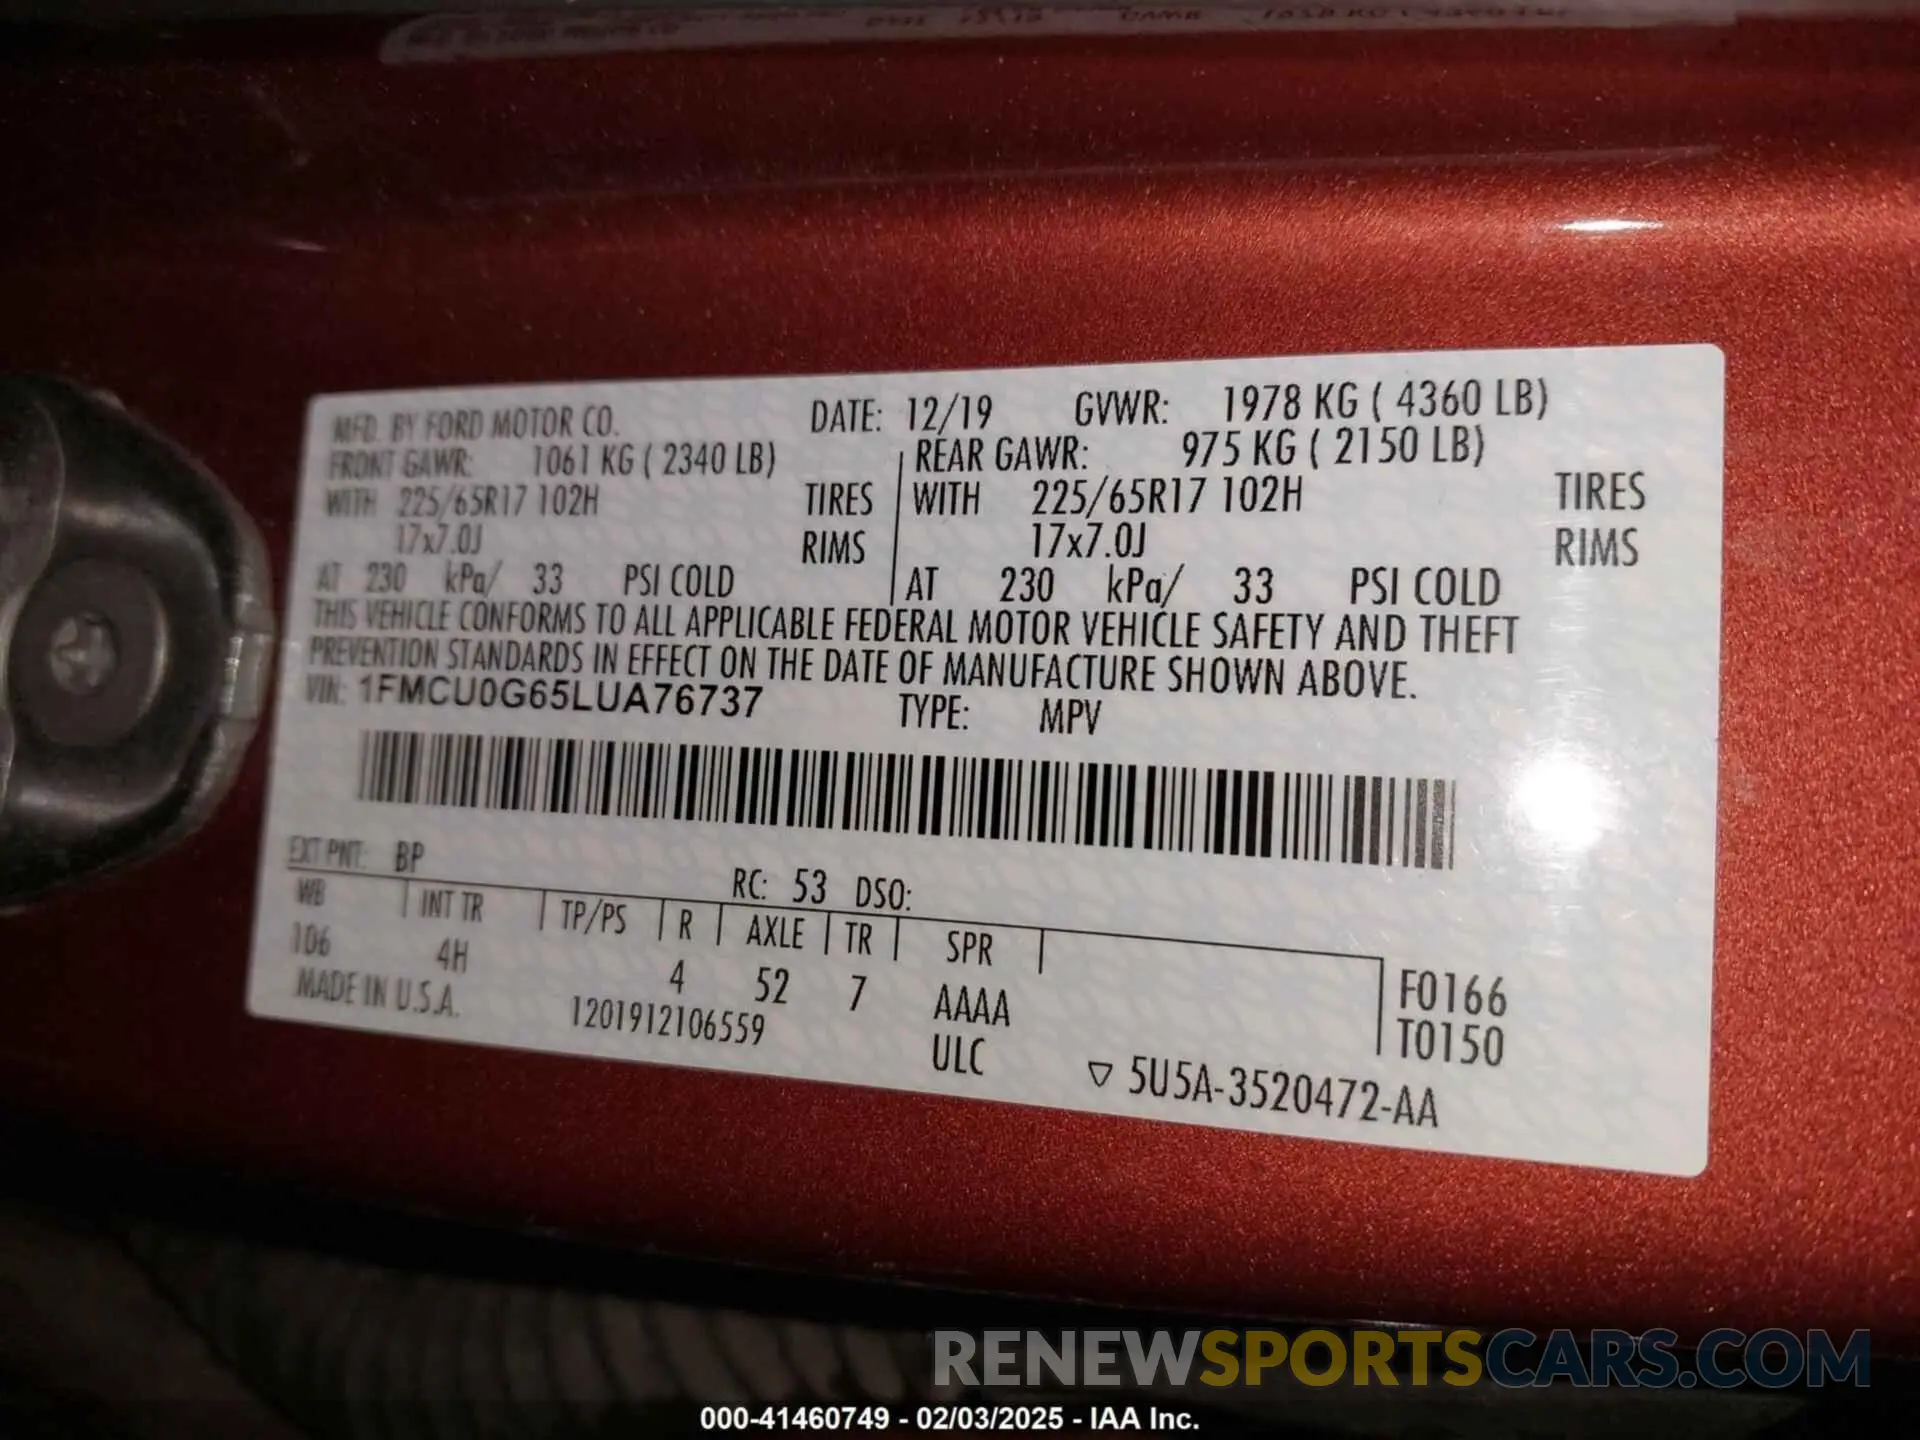 MFD. BY FORD MOTOR CO. DATE: 12/19 GVWR: 1978 KG ( 4360 LB)
FRONT GAWR: 1061 KG ( 2340 LB) REAR GAWR: 975 KG ( 2150 LB)
WITH 225/65R17 102H TIRES WITH 225/65R17 102H TIRES
17x7.0J RIMS 17x7.0J RIMS
AT 230 kPa/ 33 PSI COLD AT 230 kPa/ 33 PSI COLD
THIS VEHICLE CONFORMS TO ALL APPLICABLE FEDERAL MOTOR VEHICLE SAFETY AND THEFT
PREVENTION STANDARDS IN EFFECT ON THE DATE OF MANUFACTURE SHOWN ABOVE.
VIN: 1FMCU0G65LUA76737 TYPE: MPV
EXT PNT: BP RC: 53 DSO:
WB INT TR TP/PS R AXLE TR SPR
106 4H 4 52 7 AAAA F0166
MADE IN U.S.A. 1201912106559 ULC T0150
▽ 5U5A-3520472-AA
RENEWSPORTSCARS.COM
000-41460749 - 02/03/2025 - IAA Inc.